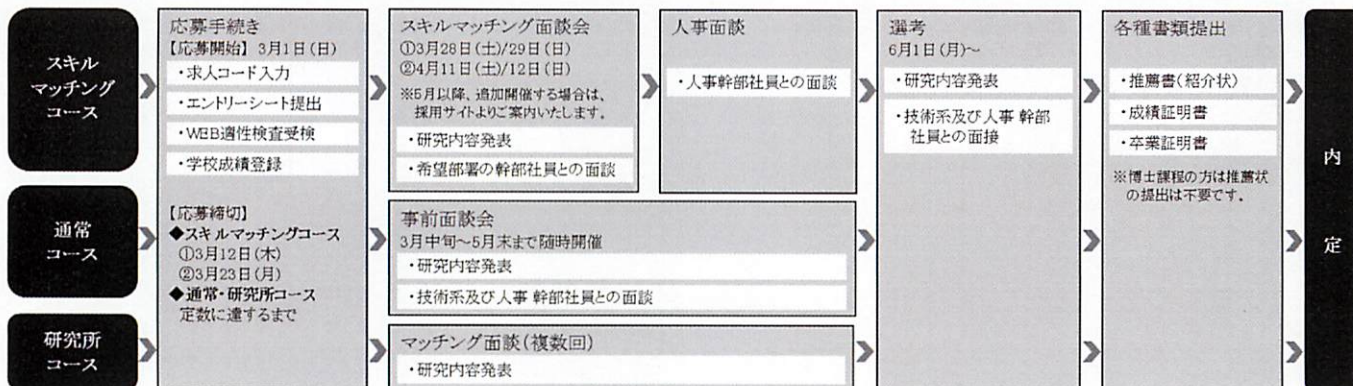 スキル
マッチング
コース
通常
コース
研究所
コース
応募手続き
【応募開始】 3月1日(日)
・求人コード入力
・エントリーシート提出
・WEB適性検査受検
・学校成績登録
【応募締切】
◆スキルマッチングコース
①3月12日(木)
②3月23日(月)
◆通常・研究所コース
定数に達するまで
スキルマッチング面談会
①3月28日(土)/29日(日)
②4月11日(土)/12日(日)
※5月以降、追加開催する場合は、
採用サイトよりご案内いたします。
・研究内容発表
・希望部署の幹部社員との面談
人事面談
・人事幹部社員との面談
事前面談会
3月中旬~5月末まで随時開催
・研究内容発表
・技術系及び人事 幹部社員との面談
マッチング面談(複数回)
・研究内容発表
選考
6月1日(月)~
・研究内容発表
・技術系及び人事 幹部
社員との面接
各種書類提出
・推薦書(紹介状)
・成績証明書
・卒業証明書
※博士課程の方は推薦状
の提出は不要です。
内
定